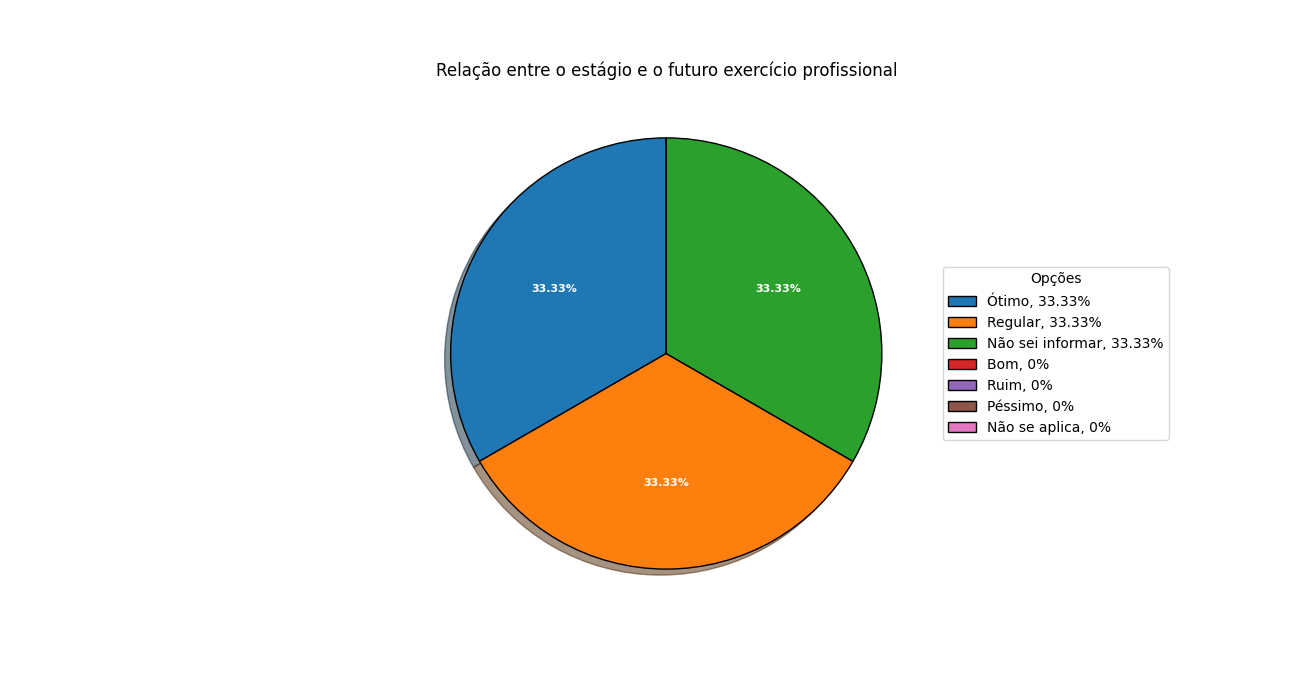 Relação entre o estágio e o futuro exercício profissional
33.33%
33.33%
33.33%
Opções
Ótimo, 33.33%
Regular, 33.33%
Não sei informar, 33.33%
Bom, 0%
Ruim, 0%
Péssimo, 0%
Não se aplica, 0%